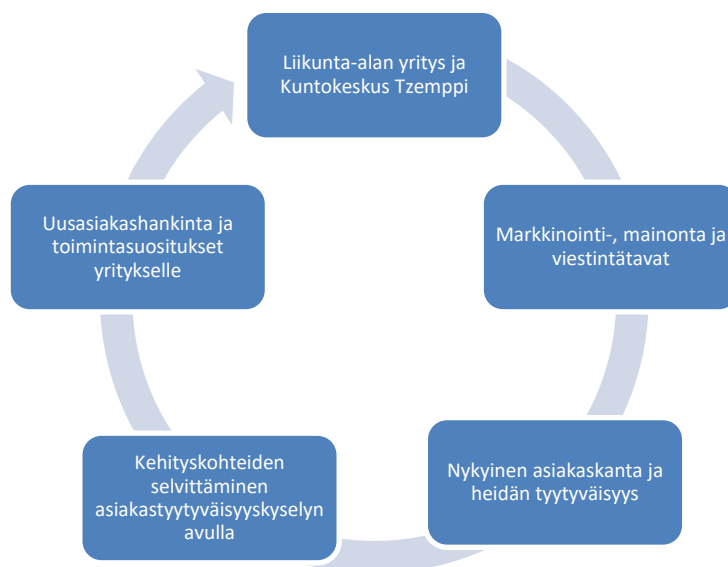 Liikunta-alan yritys ja
Kuntokeskus Tzemppi
Markkinointi-, mainonta ja
viestintätavat
Nykyinen asiakaskanta ja
heidän tyytyväisyys
Kehityskohteiden
selvittäminen
asiakastyytyväisyyskyselyn
avulla
Uusasiakashankinta ja
toimintasuositukset
yritykselle